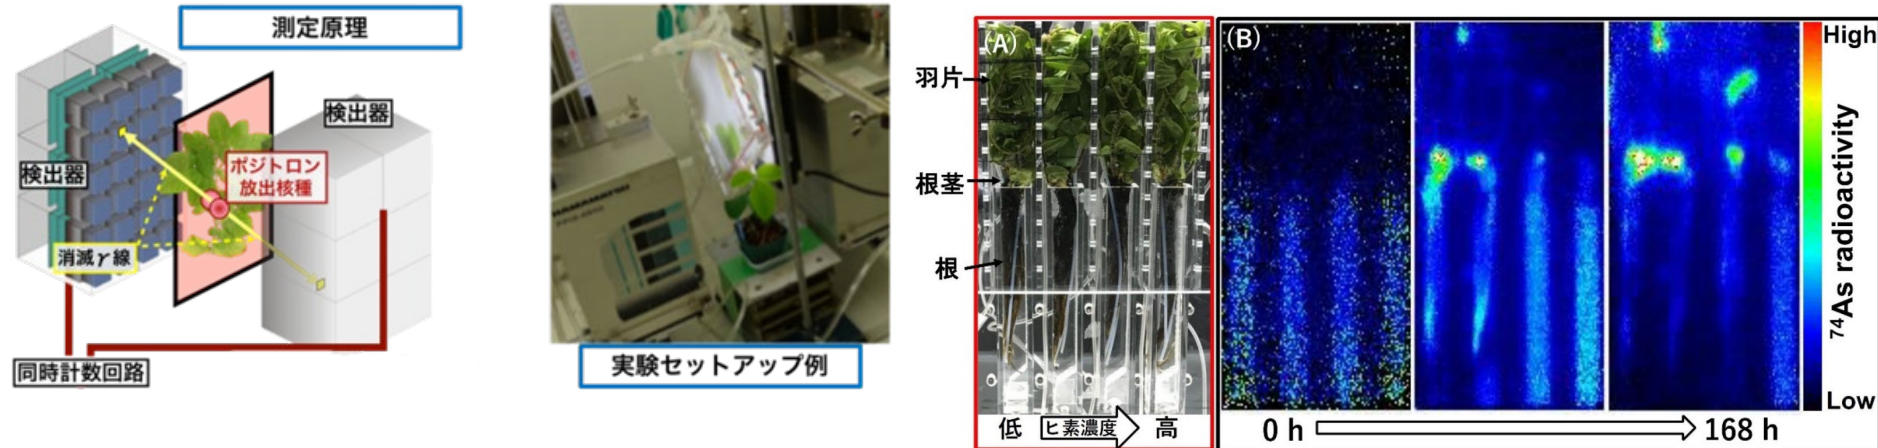 測定原理
検出器
検出器
ポジトロン
放出核種
消滅γ線
同時計数回路
HAMAMATSU
実験セットアップ例
(A)
羽片
根茎
根
低 ヒ素濃度 高
(B)
High
⁷⁴As radioactivity
Low
0 h 168 h